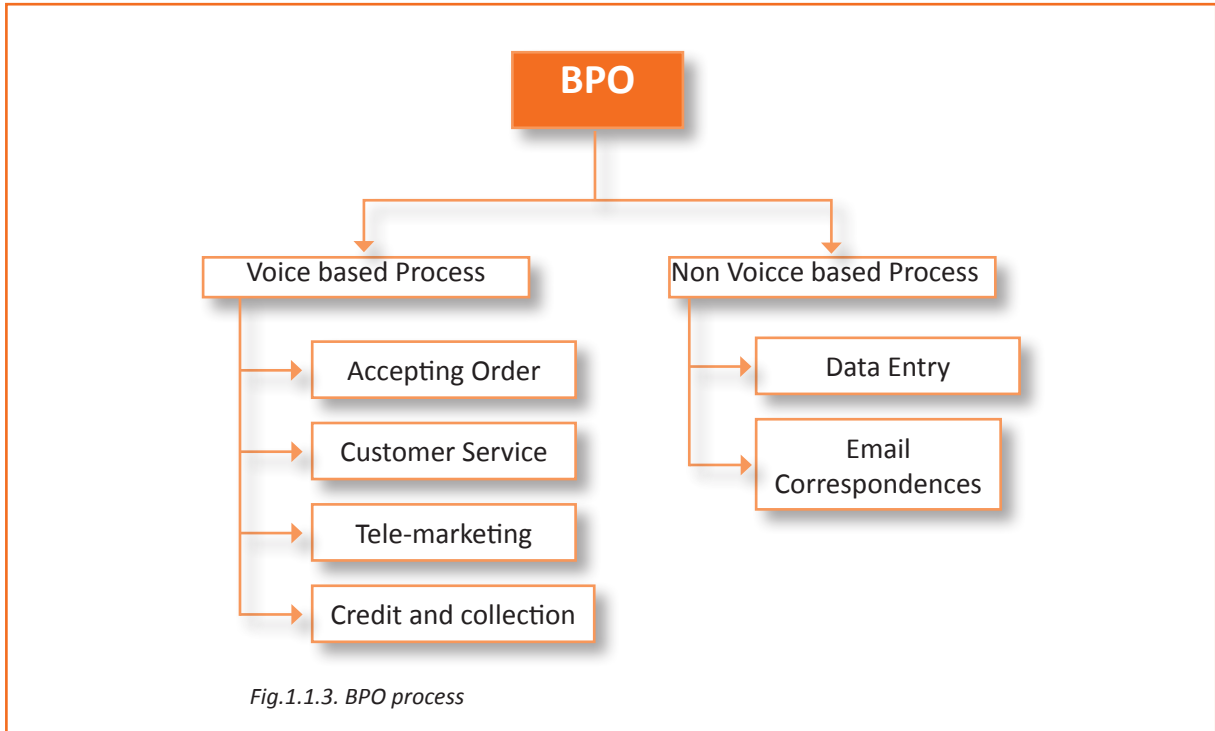 BPO
Voice based Process
Accepting Order
Customer Service
Tele-marketing
Credit and collection
Non Voicce based Process
Data Entry
Email
Correspondences
Fig.1.1.3. BPO process